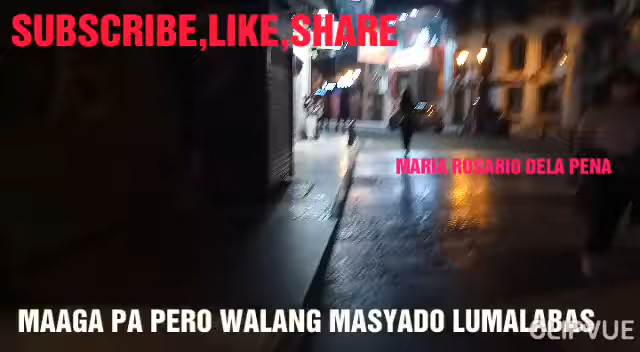 SUBSCRIBE,LIKE,SHARE
MARIA ROSARIO DELA PENA
MAAGA PA PERO WALANG MASYADO LUMALABAS
CLIPVUE